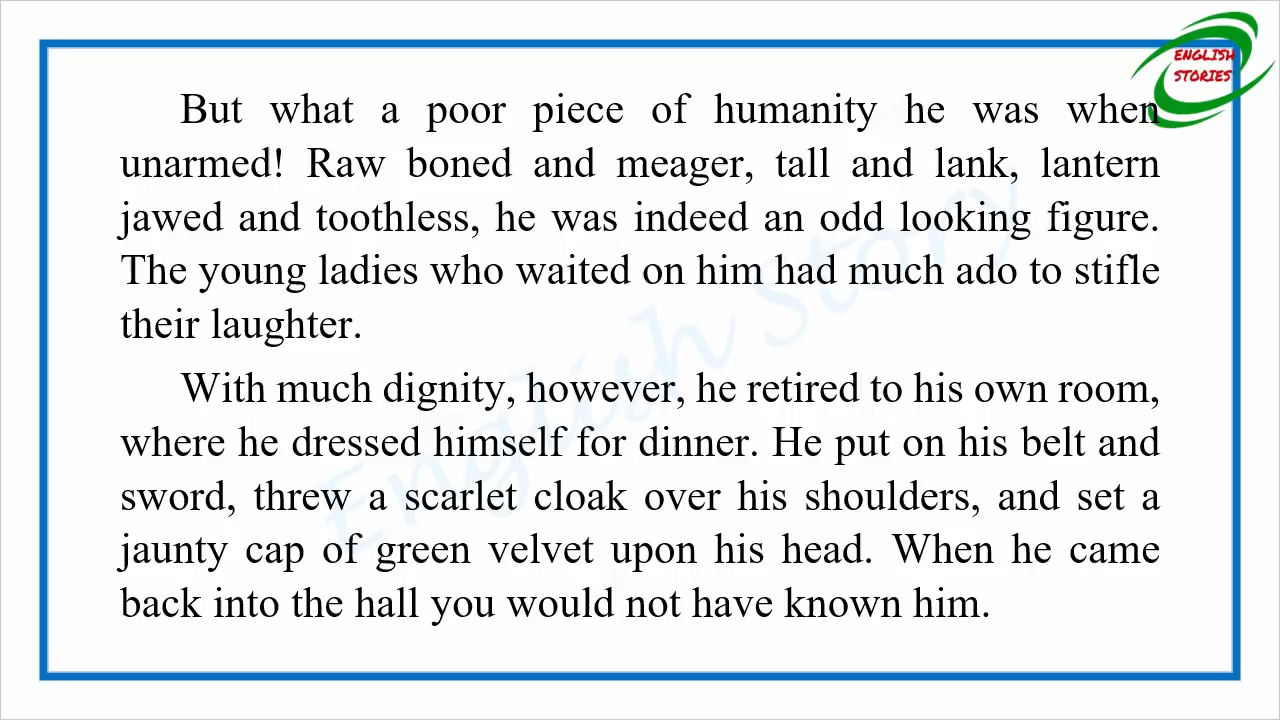 ENGLISH
STORIES
But what a poor piece of humanity he was when
unarmed! Raw boned and meager, tall and lank, lantern
jawed and toothless, he was indeed an odd looking figure.
The young ladies who waited on him had much ado to stifle
their laughter.
With much dignity, however, he retired to his own room,
where he dressed himself for dinner. He put on his belt and
sword, threw a scarlet cloak over his shoulders, and set a
jaunty cap of green velvet upon his head. When he came
back into the hall you would not have known him.
English Story